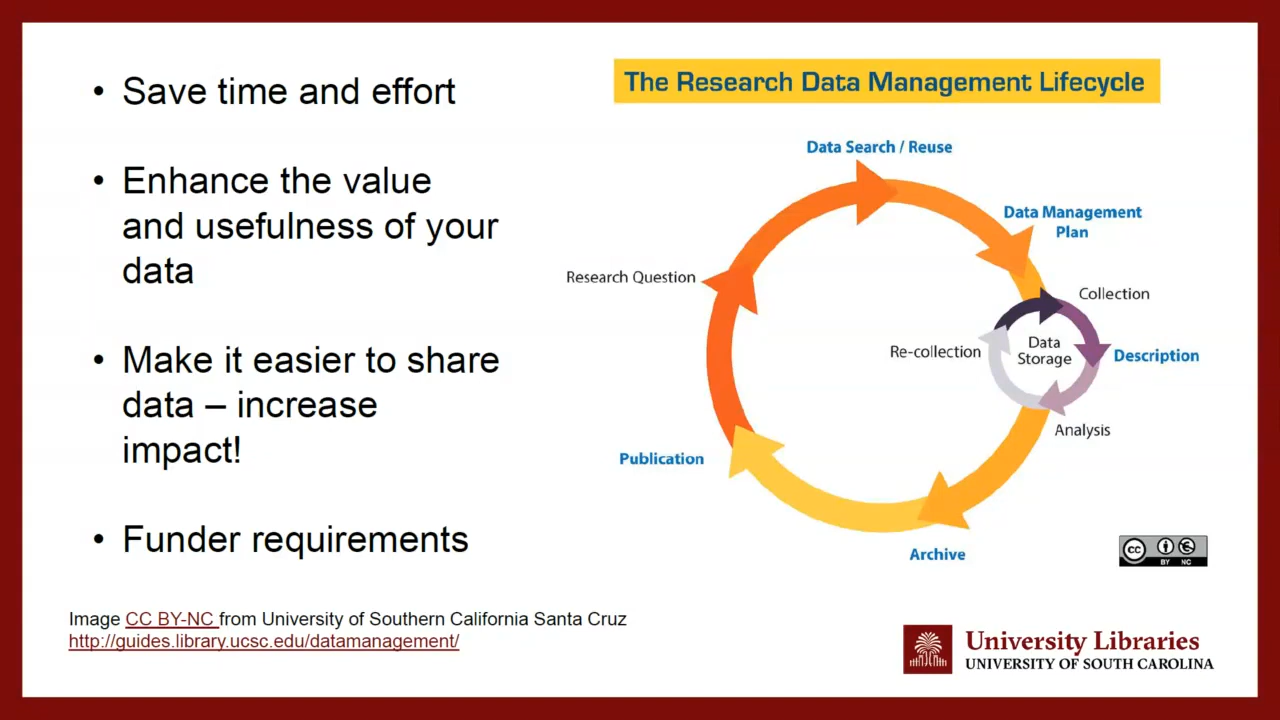 • Save time and effort
• Enhance the value
and usefulness of your
data
• Make it easier to share
data – increase
impact!
• Funder requirements
The Research Data Management Lifecycle
Data Search / Reuse
Data Management
Plan
Research Question
Collection
Data
Storage
Re-collection
Description
Analysis
Publication
Archive
cc
BY NC
Image CC BY-NC from University of Southern California Santa Cruz
http://guides.library.ucsc.edu/datamanagement/
University Libraries
UNIVERSITY OF SOUTH CAROLINA